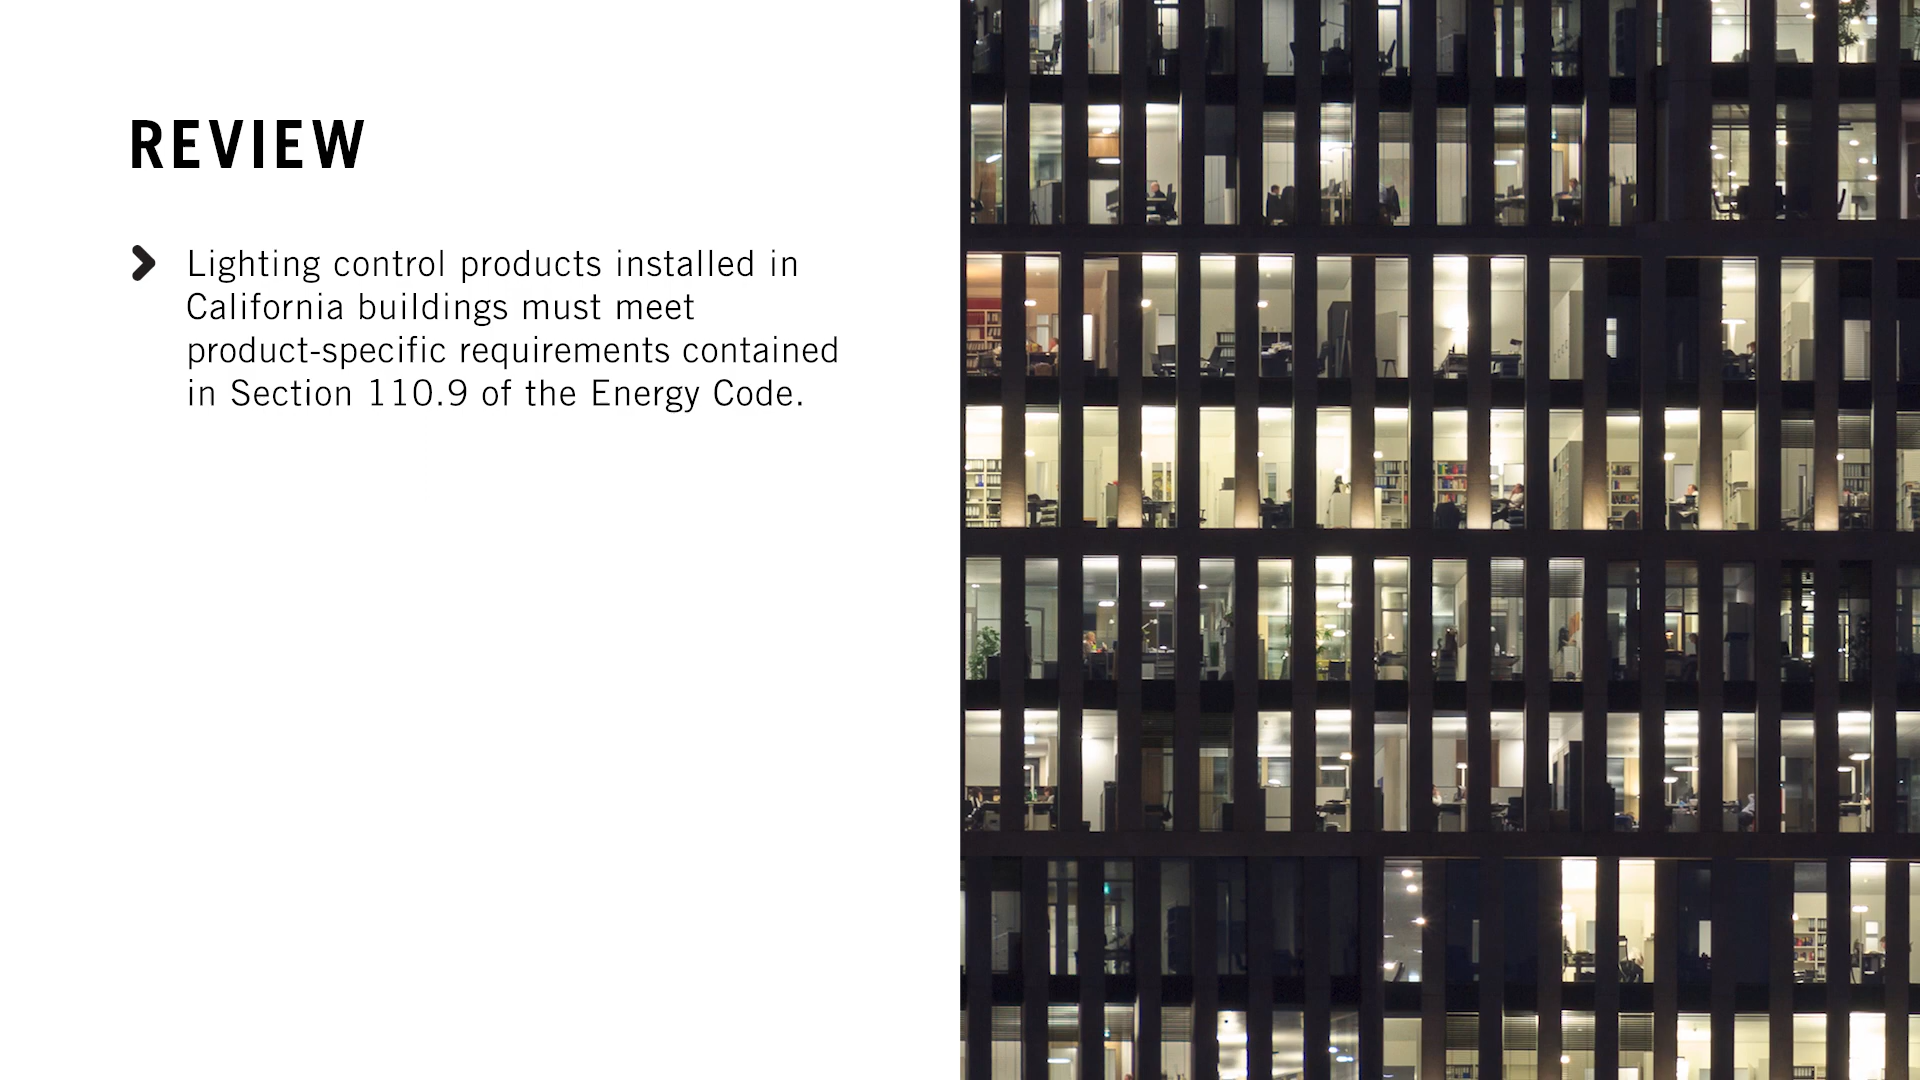 REVIEW
Lighting control products installed in
California buildings must meet
product-specific requirements contained
in Section 110.9 of the Energy Code.